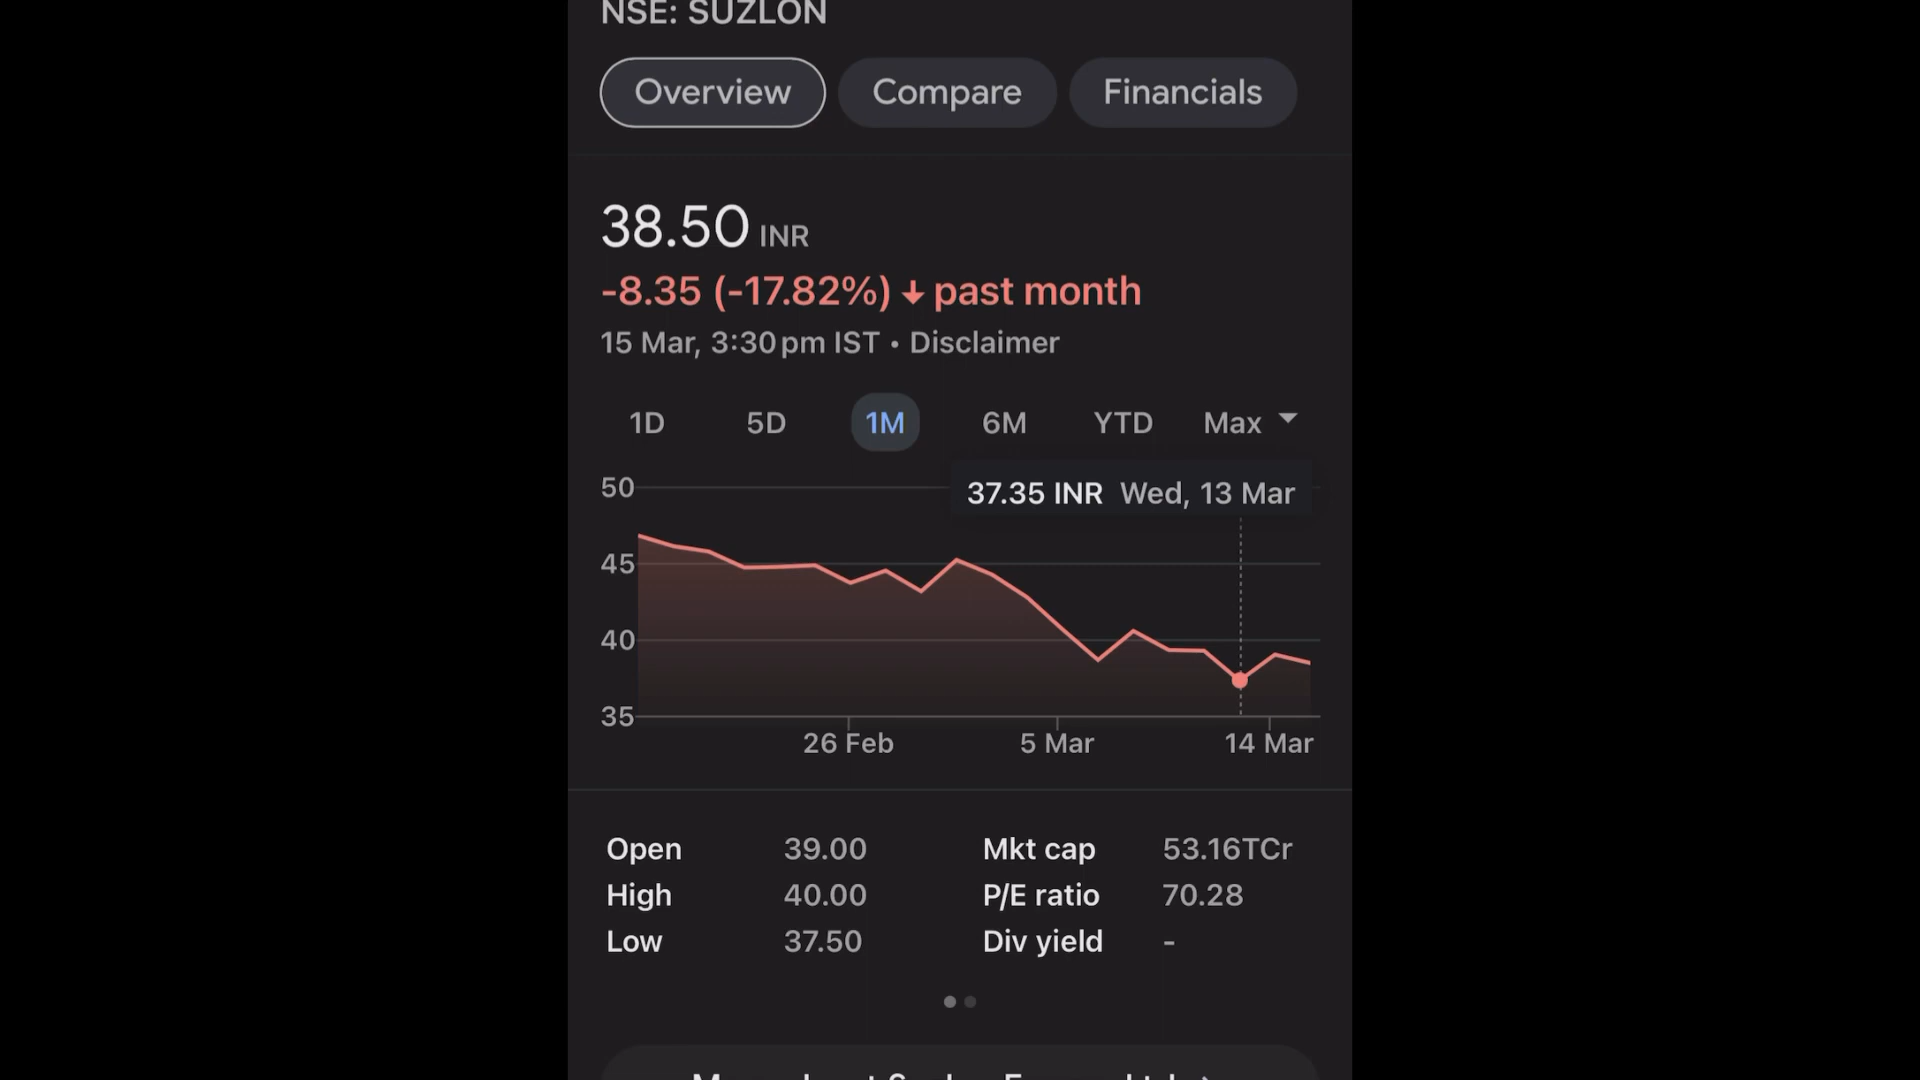 NSE: SUZLON
Overview Compare Financials
38.50 INR
-8.35 (-17.82%) ↓ past month
15 Mar, 3:30 pm IST • Disclaimer
1D 5D 1M 6M YTD Max
37.35 INR Wed, 13 Mar
50
45
40
35
26 Feb 5 Mar 14 Mar
Open 39.00 Mkt cap 53.16TCr
High 40.00 P/E ratio 70.28
Low 37.50 Div yield -